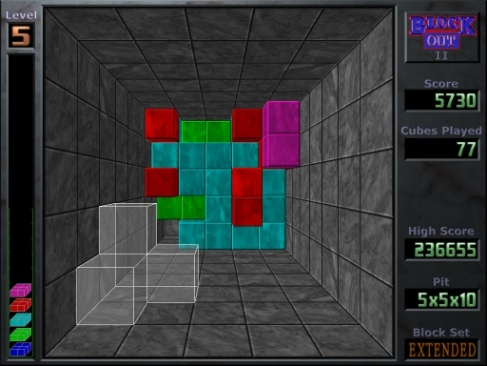 Level
5
BLOCK
OUT
II
Score
5730
Cubes Played
77
High Score
236655
Pit
5x5x10
Block Set
EXTENDED